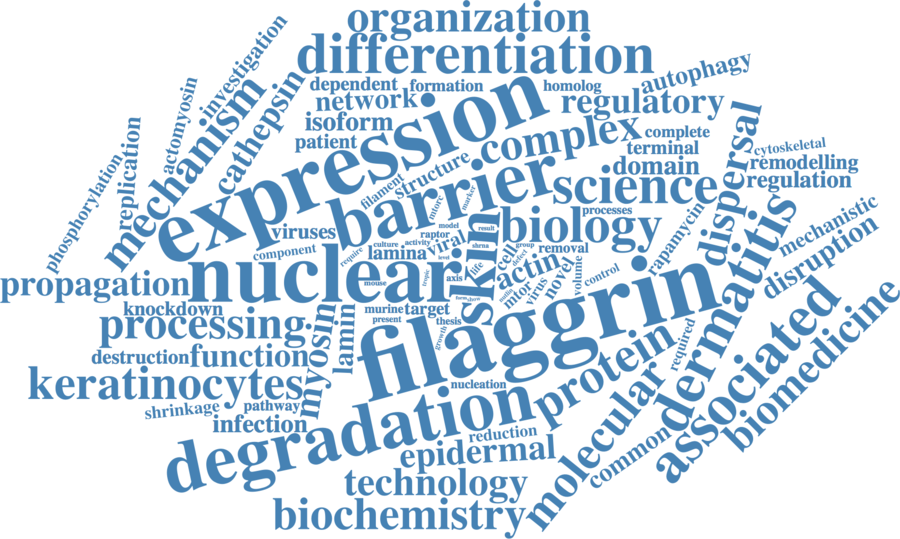 organization
differentiation
investigation
dependent
formation
homolog
autophagy
network
regulatory
actomyosin
mechanism
cathepsin
isoform
expression
complex
complete
patient
terminal
cytoskeletal
replication
structure
domain
remodelling
dispersal
phosphorylation
filament
barrier
science
regulation
mtorc
marker
processes
viruses
model
result
biology
mechanistic
raptor
viral
skin
component
require
culture
activity
shrna
cell
group
removal
rapamycin
dermatitis
disruption
lamina
level
defect
propagation
nuclear
mouse
tropic
axis
life
actin
novel
volume
control
knockdown
murine
target
mtor
virus
processing
present
thesis
filaggrin
associated
biomedicine
destruction
function
myosin
lamin
growth
required
keratinocytes
nucleation
protein
shrinkage
pathway
infection
degradation
reduction
molecular
epidermal
common
technology
biochemistry